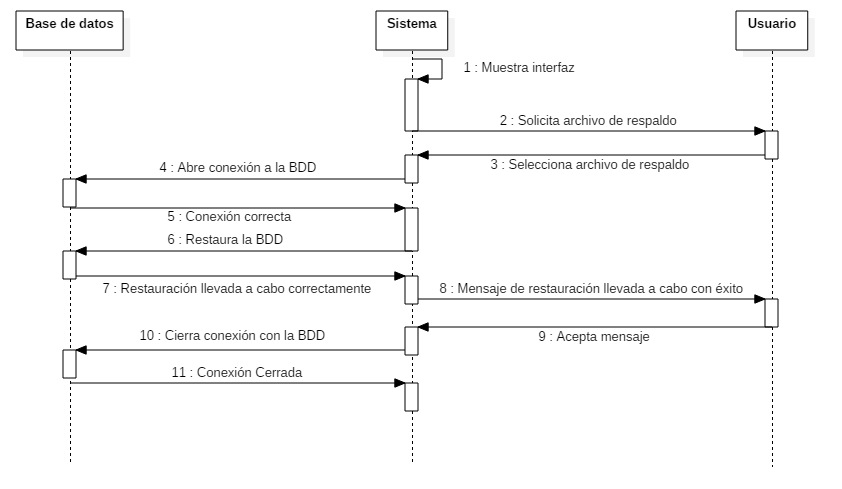 Base de datos
Sistema
Usuario
1 : Muestra interfaz
2 : Solicita archivo de respaldo
3 : Selecciona archivo de respaldo
4 : Abre conexión a la BDD
5 : Conexión correcta
6 : Restaura la BDD
7 : Restauración llevada a cabo correctamente
8 : Mensaje de restauración llevada a cabo con éxito
9 : Acepta mensaje
10 : Cierra conexión con la BDD
11 : Conexión Cerrada